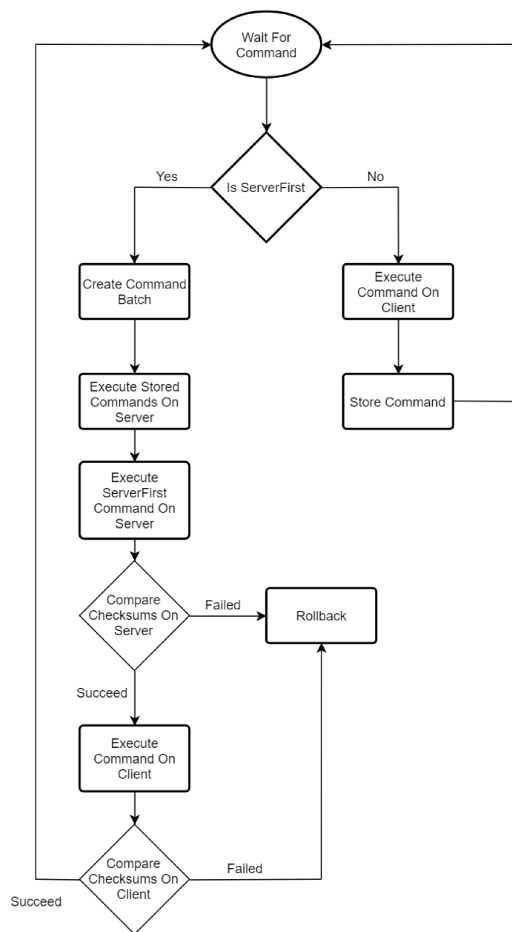 Wait For
Command
Is ServerFirst
Yes
No
Create Command
Batch
Execute
Command On
Client
Execute Stored
Commands On
Server
Store Command
Execute
ServerFirst
Command On
Server
Compare
Checksums On
Server
Failed
Rollback
Succeed
Execute
Command On
Client
Compare
Checksums On
Client
Failed
Succeed